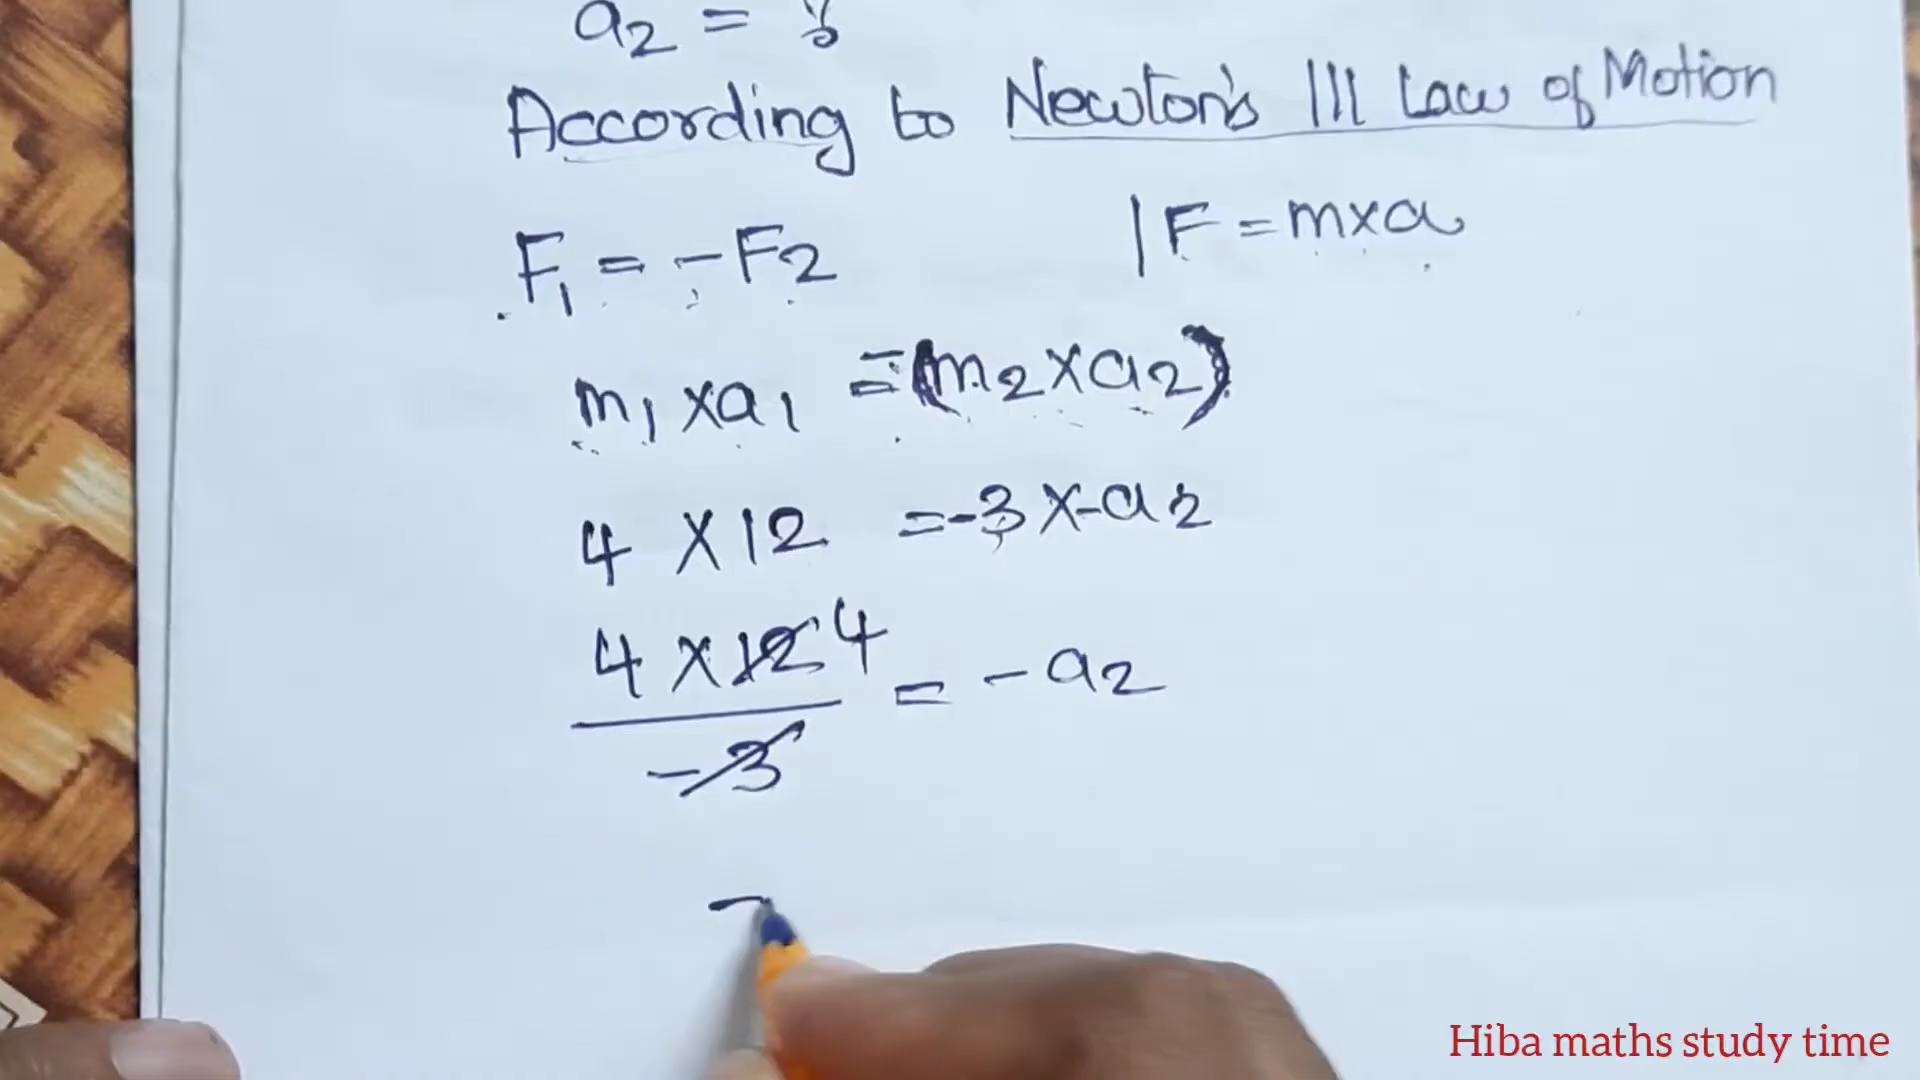 a2 = ?
According to Newton's III Law of Motion
F1 = -F2 | F = m×a
m1 ×a1 = -(m2 ×a2)
4 × 12 = -3 × -a2
4 × 12 4
-3
= - a2
-
Hiba maths study time